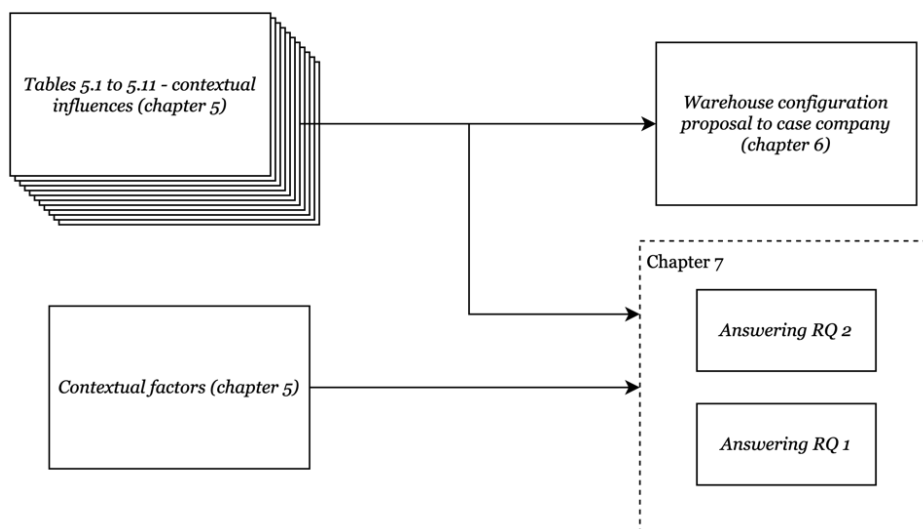 Tables 5.1 to 5.11 - contextual
influences (chapter 5)
Warehouse configuration
proposal to case company
(chapter 6)
Chapter 7
Answering RQ 2
Contextual factors (chapter 5)
Answering RQ 1